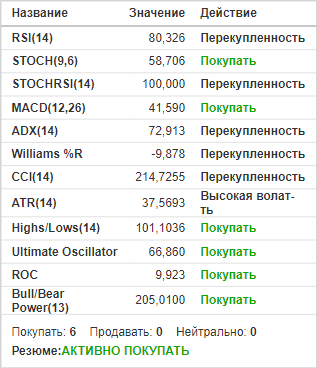 Название Значение Действие
RSI(14) 80,326 Перекупленность
STOCH(9,6) 58,706 Покупать
STOCHRSI(14) 100,000 Перекупленность
MACD(12,26) 41,590 Покупать
ADX(14) 72,913 Перекупленность
Williams %R -9,878 Перекупленность
CCI(14) 214,7255 Перекупленность
ATR(14) 37,5693 Высокая волат-
ть
Highs/Lows(14) 101,1036 Покупать
Ultimate Oscillator 66,860 Покупать
ROC 9,923 Покупать
Bull/Bear
Power(13) 205,0100 Покупать
Покупать: 6 Продавать: 0 Нейтрально: 0
Резюме:АКТИВНО ПОКУПАТЬ